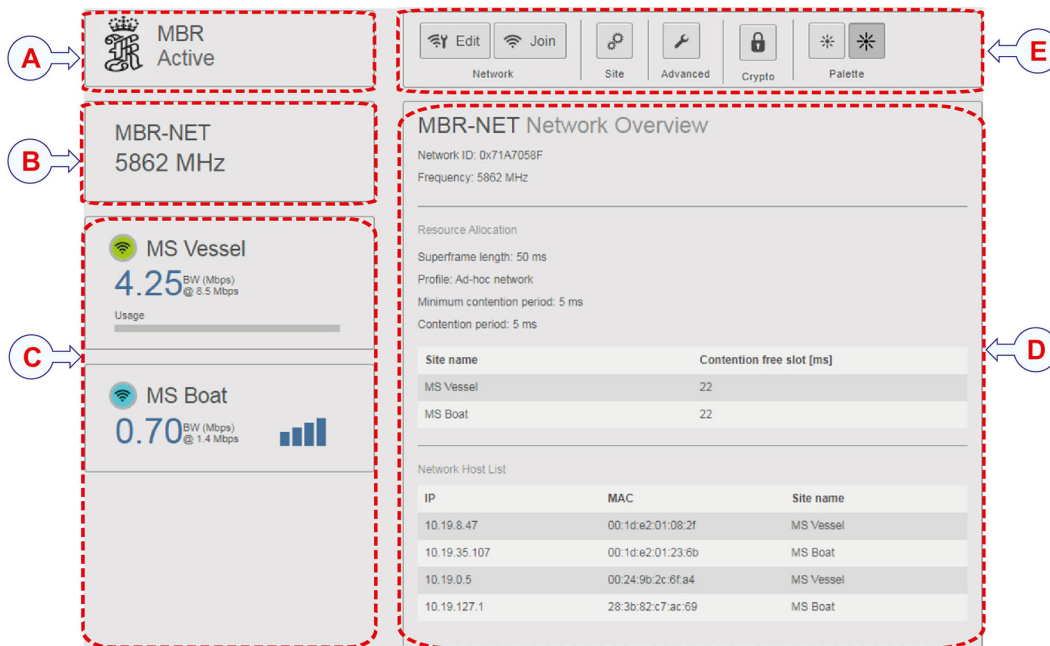 A
MBR
Active
Edit
Join
Network
Site
Advanced
Crypto
Palette
E
B
MBR-NET
5862 MHz
MBR-NET Network Overview
Network ID: 0x71A7058F
Frequency: 5862 MHz
Resource Allocation
Superframe length: 50 ms
Profile: Ad-hoc network
Minimum contention period: 5 ms
Contention period: 5 ms
C
MS Vessel
4.25 BW (Mbps)
@ 8.5 Mbps
Usage
MS Boat
0.70 BW (Mbps)
@ 1.4 Mbps
D
Site name Contention free slot [ms]
MS Vessel 22
MS Boat 22
Network Host List
IP MAC Site name
10.19.8.47 00:1d:e2:01:08:2f MS Vessel
10.19.35.107 00:1d:e2:01:23:6b MS Boat
10.19.0.5 00:24:9b:2c:6f:a4 MS Vessel
10.19.127.1 28:3b:82:c7:ac:69 MS Boat